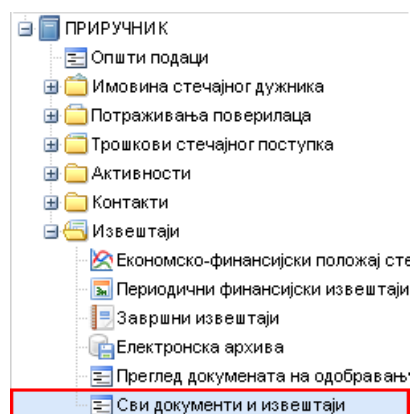 ПРИРУЧНИК
Општи подаци
Имовина стечајног дужника
Потраживања поверилаца
Трошкови стечајног поступка
Активности
Контакти
Извештаји
Економско-финансијски положај сте
Периодични финансијски извештаји
Завршни извештаји
Електронска архива
Преглед докумената на одобравањ
Сви документи и извештаји